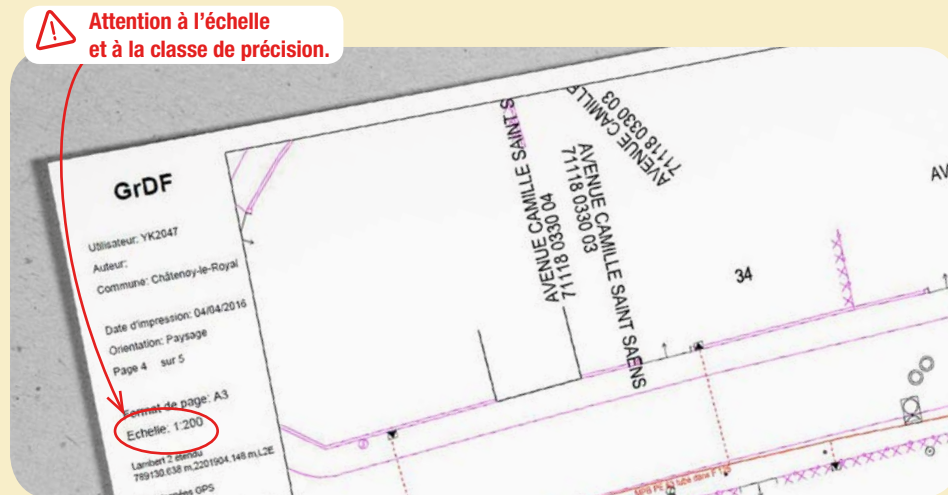 Attention à l'échelle
et à la classe de précision.
GrDF
Utilisateur: YK2047
Auteur:
Commune: Châtenoy-le-Royal
Date d'impression: 04/04/2016
Orientation: Paysage
Page 4 sur 5
Format de page: A3
Echelle: 1:200
Lambert 2 étendu
789130.638 m,2201904.148 m,L2E
GPS
AVENUE CAMILLE SAINT S
71118 0330 04
AVENUE CAMILLE SAINT SAENS
71118 0330 03
AVENUE CAMILLE
71118 0330 03
34
AV